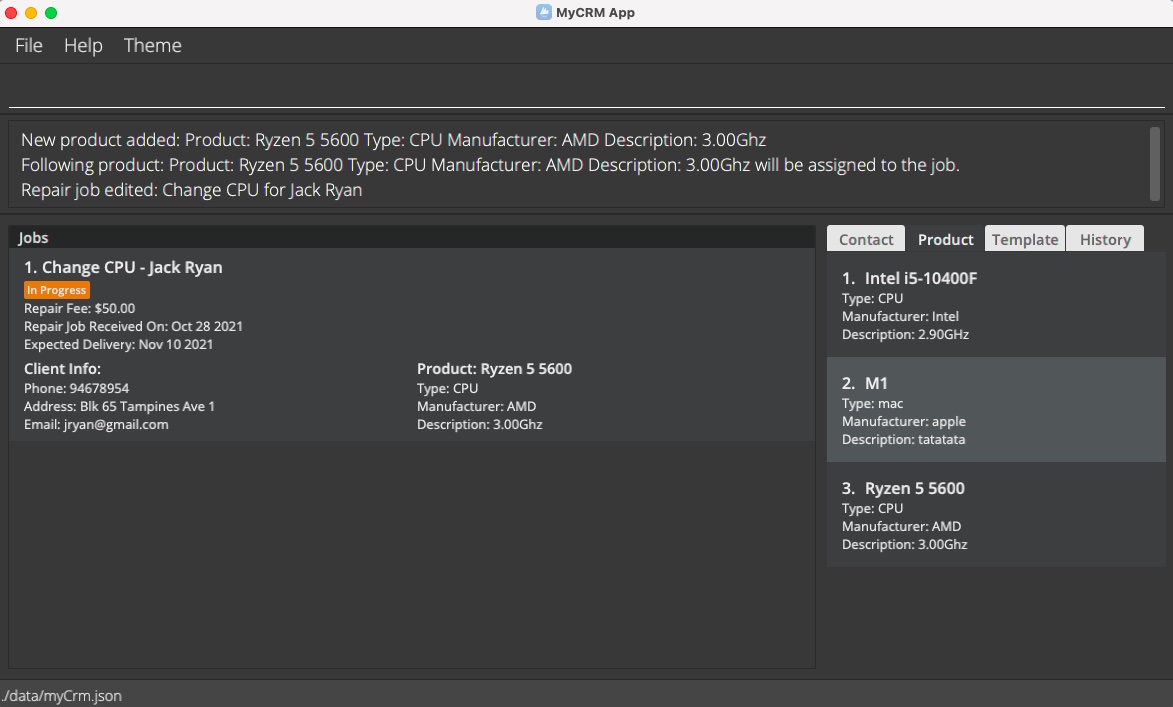 MyCRM App
File Help Theme
New product added: Product: Ryzen 5 5600 Type: CPU Manufacturer: AMD Description: 3.00Ghz
Following product: Product: Ryzen 5 5600 Type: CPU Manufacturer: AMD Description: 3.00Ghz will be assigned to the job.
Repair job edited: Change CPU for Jack Ryan
Jobs
1. Change CPU - Jack Ryan
In Progress
Repair Fee: $50.00
Repair Job Received On: Oct 28 2021
Expected Delivery: Nov 10 2021
Client Info:
Phone: 94678954
Address: Blk 65 Tampines Ave 1
Email: jryan@gmail.com
Product: Ryzen 5 5600
Type: CPU
Manufacturer: AMD
Description: 3.00Ghz
Contact Product Template History
1. Intel i5-10400F
Type: CPU
Manufacturer: Intel
Description: 2.90GHz
2. M1
Type: mac
Manufacturer: apple
Description: tatatata
3. Ryzen 5 5600
Type: CPU
Manufacturer: AMD
Description: 3.00Ghz
./data/myCrm.json